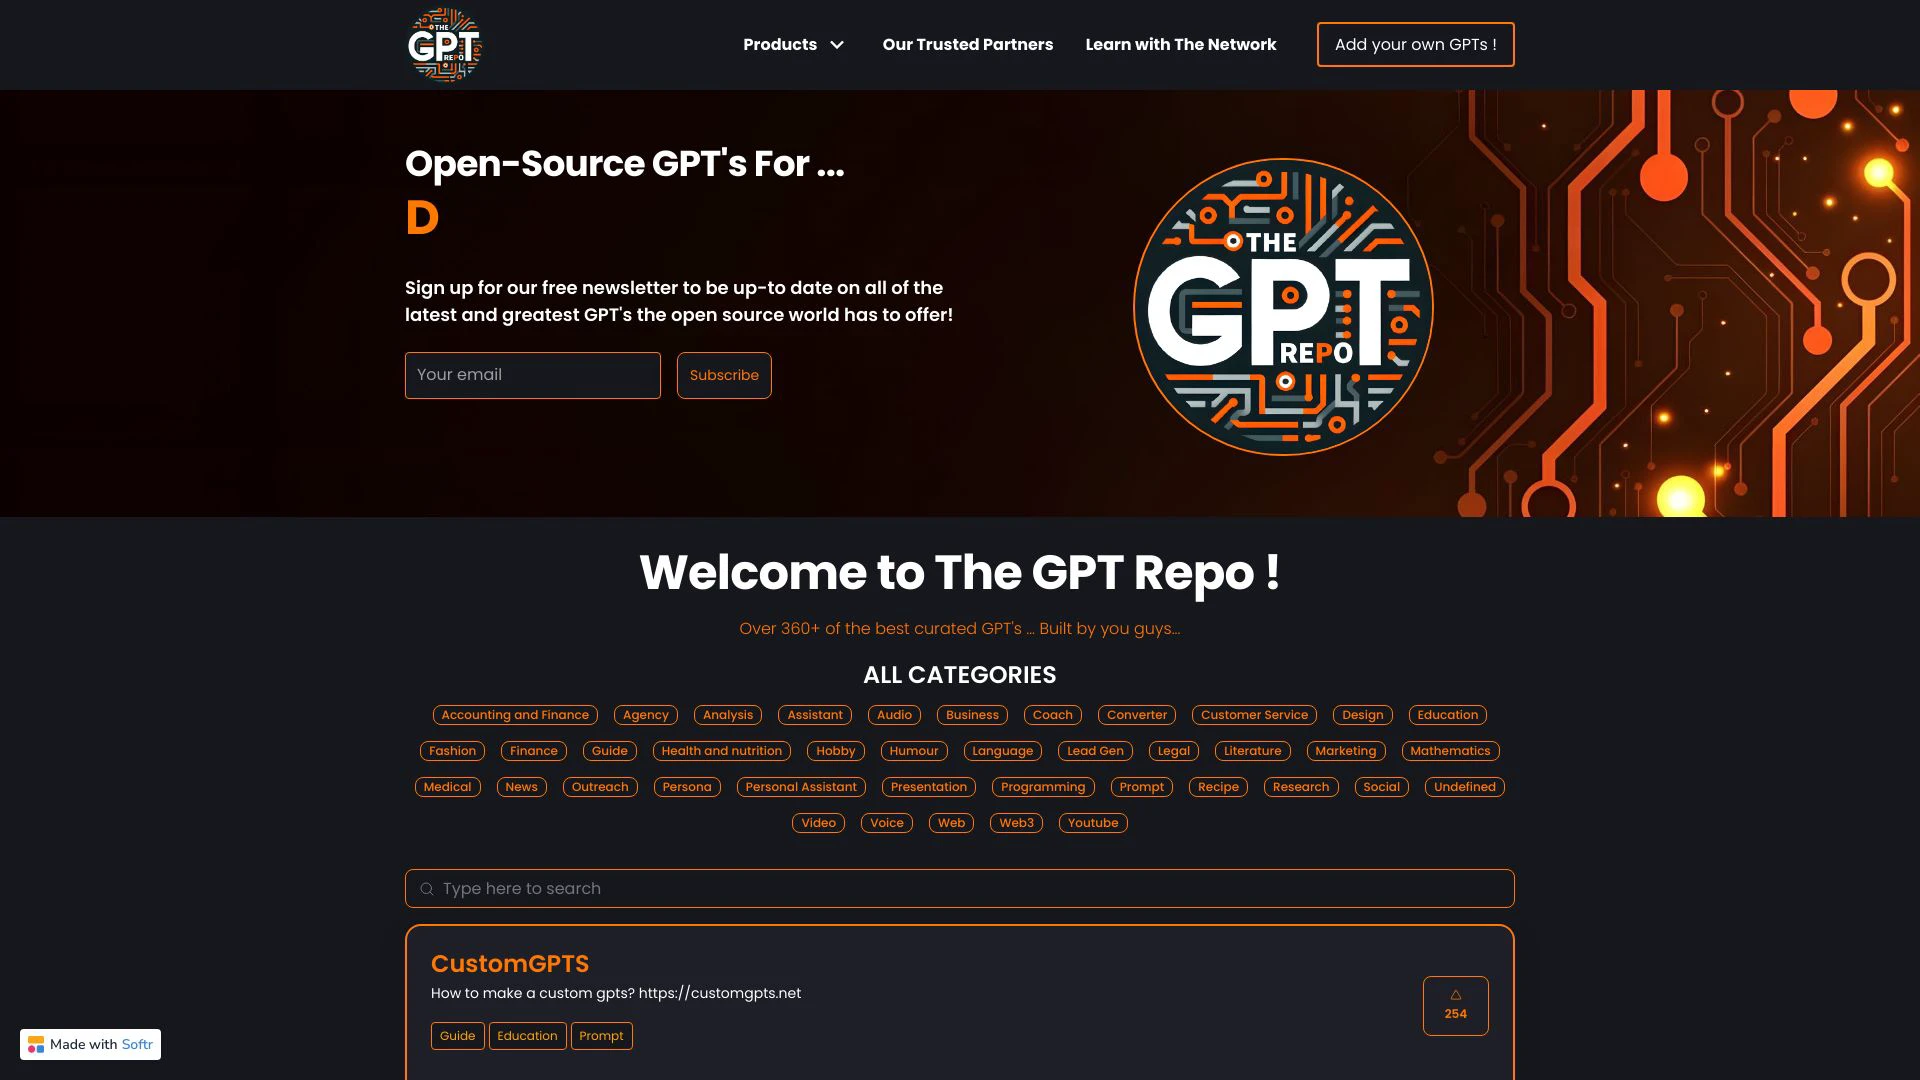 THE
GPT
REPO
Products
Our Trusted Partners
Learn with The Network
Add your own GPTs !
Open-Source GPT's For ...
D
Sign up for our free newsletter to be up-to date on all of the
latest and greatest GPT's the open source world has to offer!
Your email
Subscribe
THE
GPT
REPO
Welcome to The GPT Repo !
Over 360+ of the best curated GPT's ... Built by you guys...
ALL CATEGORIES
Accounting and Finance Agency Analysis Assistant Audio Business Coach Converter Customer Service Design Education
Fashion Finance Guide Health and nutrition Hobby Humour Language Lead Gen Legal Literature Marketing Mathematics
Medical News Outreach Persona Personal Assistant Presentation Programming Prompt Recipe Research Social Undefined
Video Voice Web Web3 Youtube
Type here to search
CustomGPTS
How to make a custom gpts? https://customgpts.net
254
Guide Education Prompt
Made with Softr